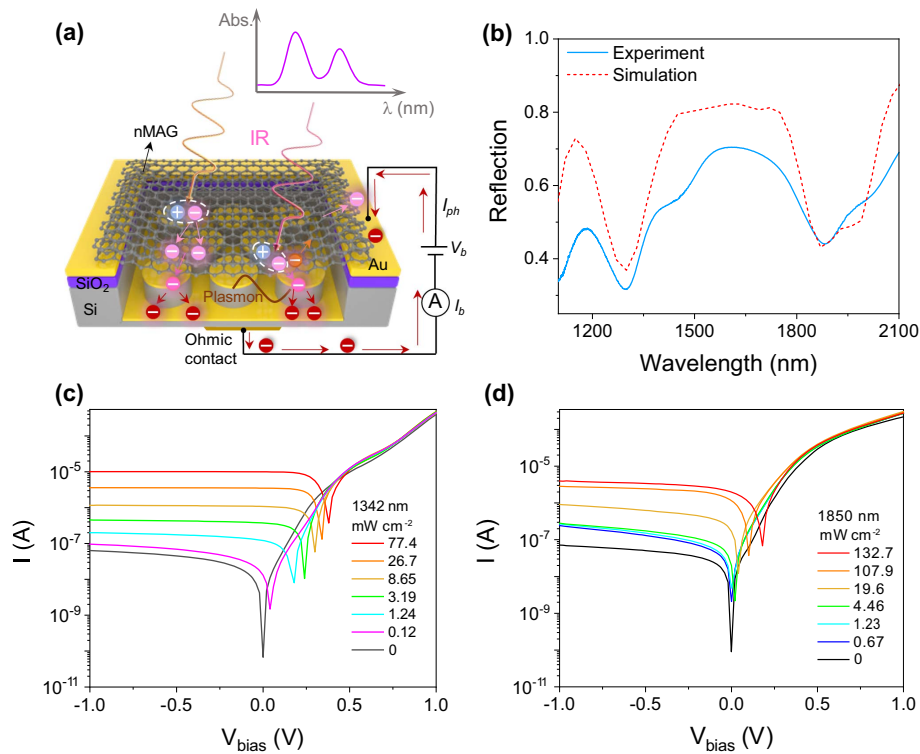 (a)
Abs.
λ (nm)
nMAG
IR
I_ph
V_b
A
I_b
Au
SiO₂
Si
Plasmon
Ohmic
contact
(b)
Experiment
Simulation
1.0
0.8
0.6
0.4
Reflection
1200
1500
1800
2100
Wavelength (nm)
(c)
10⁻⁵
10⁻⁷
10⁻⁹
10⁻¹¹
I (A)
1342 nm
mW cm⁻²
77.4
26.7
8.65
3.19
1.24
0.12
0
-1.0
-0.5
0.0
0.5
1.0
V_bias (V)
(d)
10⁻⁵
10⁻⁷
10⁻⁹
10⁻¹¹
I (A)
1850 nm
mW cm⁻²
132.7
107.9
19.6
4.46
1.23
0.67
0
-1.0
-0.5
0.0
0.5
1.0
V_bias (V)